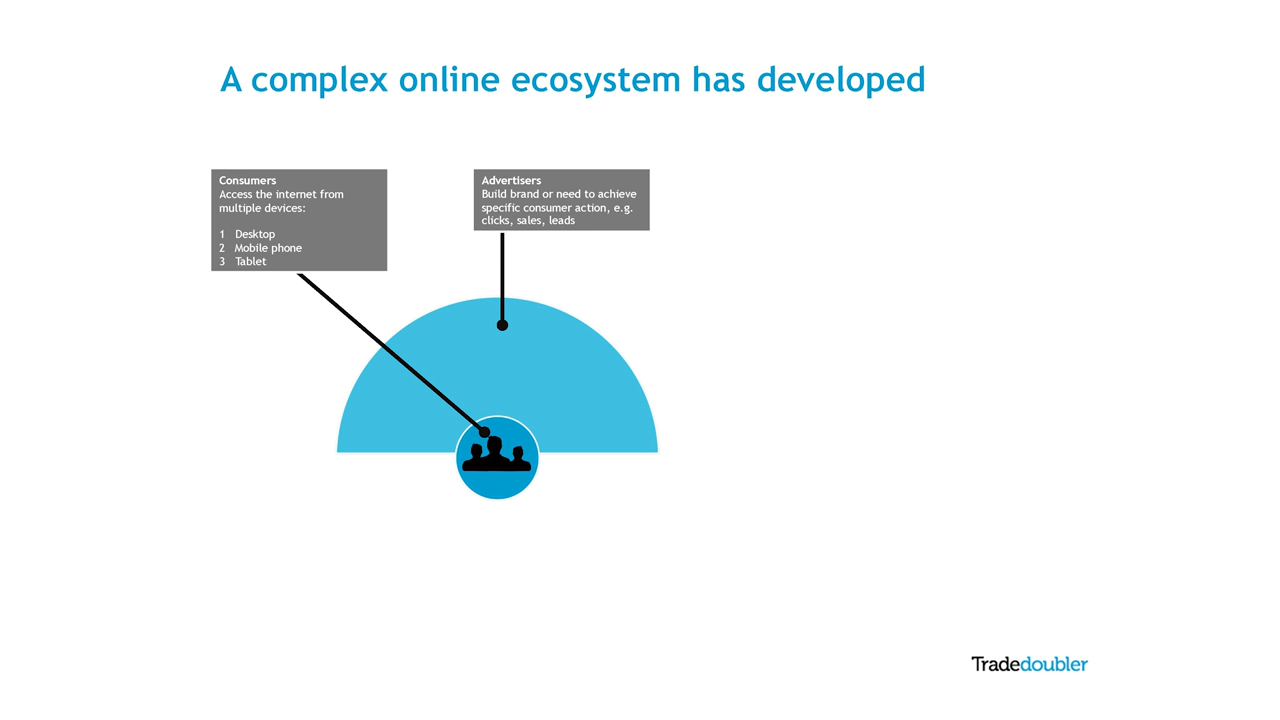 A complex online ecosystem has developed
Consumers
Access the internet from
multiple devices:
1 Desktop
2 Mobile phone
3 Tablet
Advertisers
Build brand or need to achieve
specific consumer action, e.g.
clicks, sales, leads
Tradedoubler